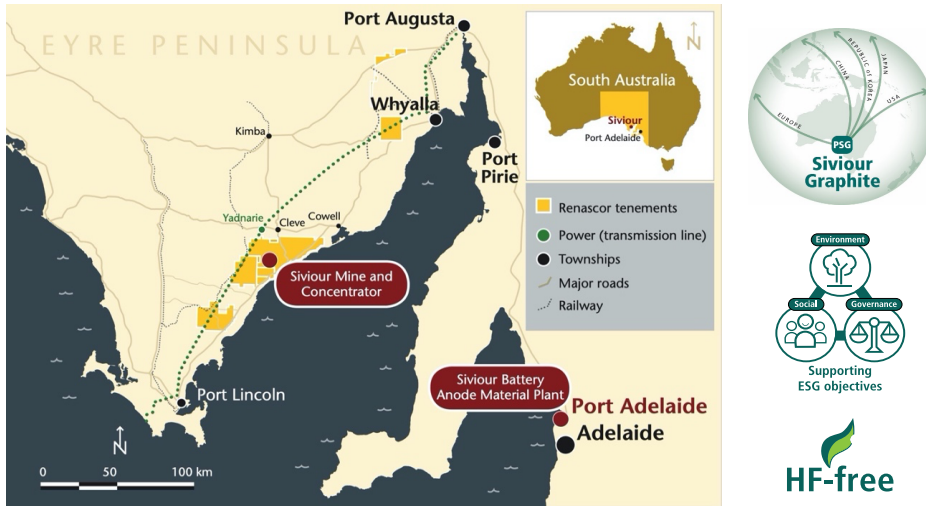 EYRE PENINSULA
Port Augusta
Whyalla
Kimba
Port
Pirie
Yadnarie
Cleve
Cowell
Siviour Mine and
Concentrator
Port Lincoln
Siviour Battery
Anode Material Plant
Port Adelaide
Adelaide
N
0 50 100 km
N
South Australia
Siviour
Port Adelaide
Renascor tenements
Power (transmission line)
Townships
Major roads
Railway
EUROPE
CHINA
REPUBLIC of KOREA
JAPAN
USA
PSG
Siviour
Graphite
Environment
Social
Governance
Supporting
ESG objectives
HF-free